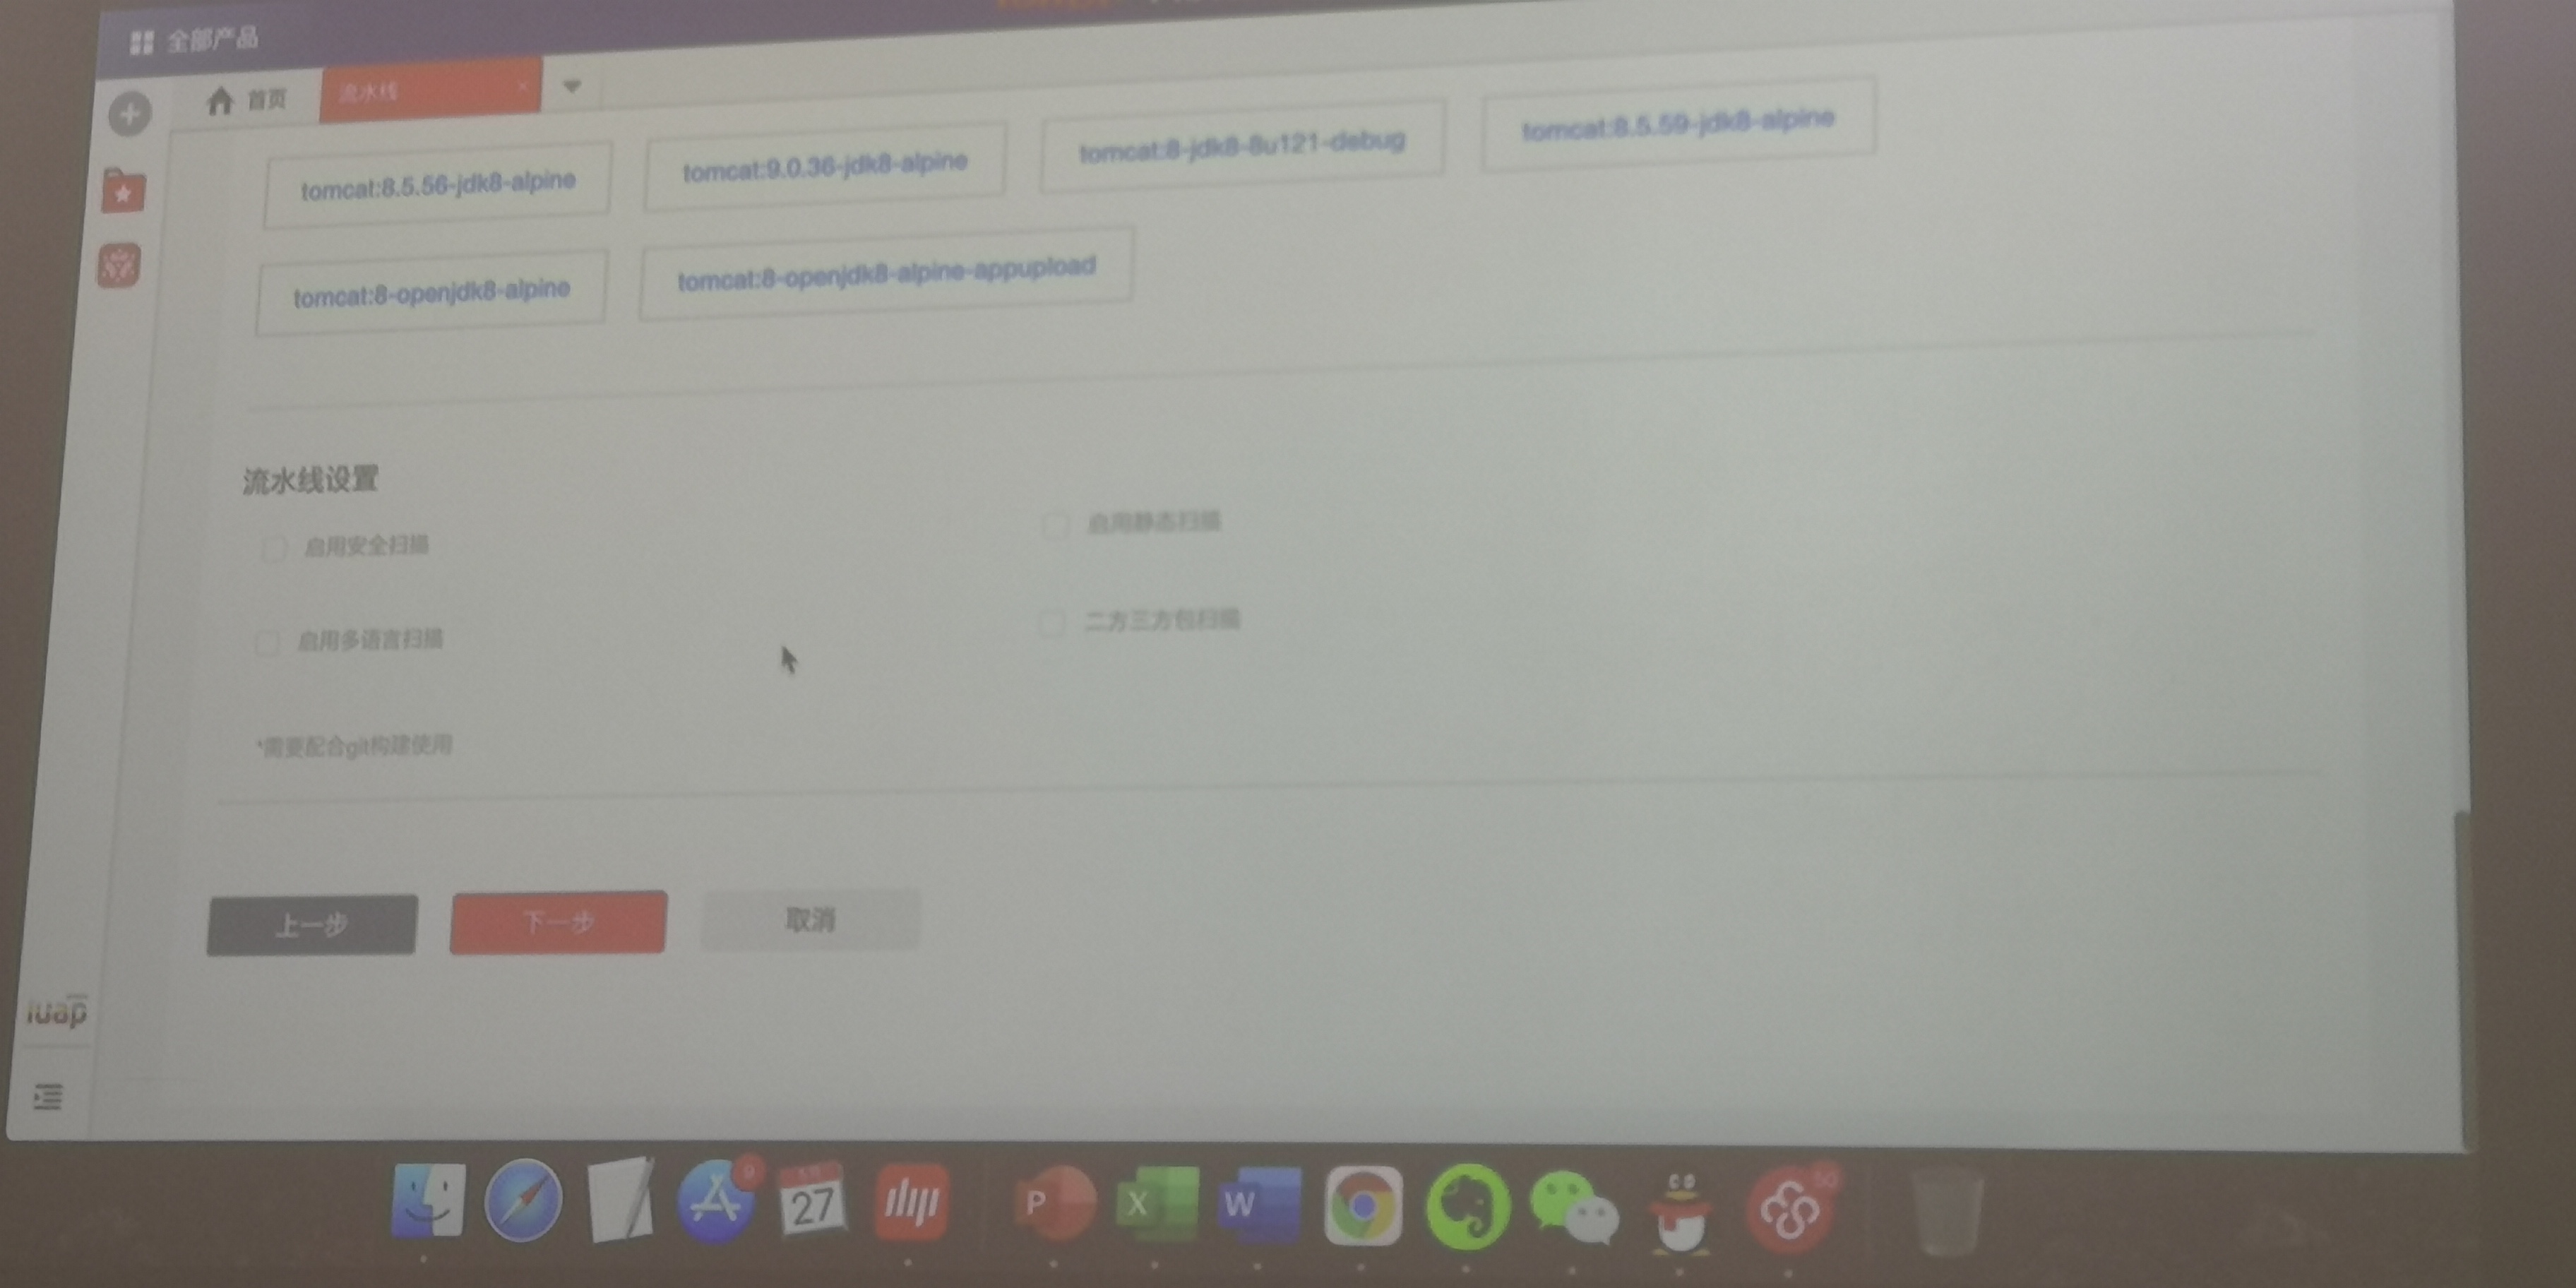 全部产品
首页
流水线
tomcat:8.5.56-jdk8-alpine
tomcat:9.0.36-jdk8-alpine
tomcat:8-jdk8-8u121-debug
tomcat:8.5.59-jdk8-alpine
tomcat:8-openjdk8-alpine
tomcat:8-openjdk8-alpine-appupload
流水线设置
启用安全扫描
启用静态扫描
启用多语言扫描
二方三方包扫描
*需要配合git构建使用
上一步
下一步
取消
iuap
9
27
P
X
W
50